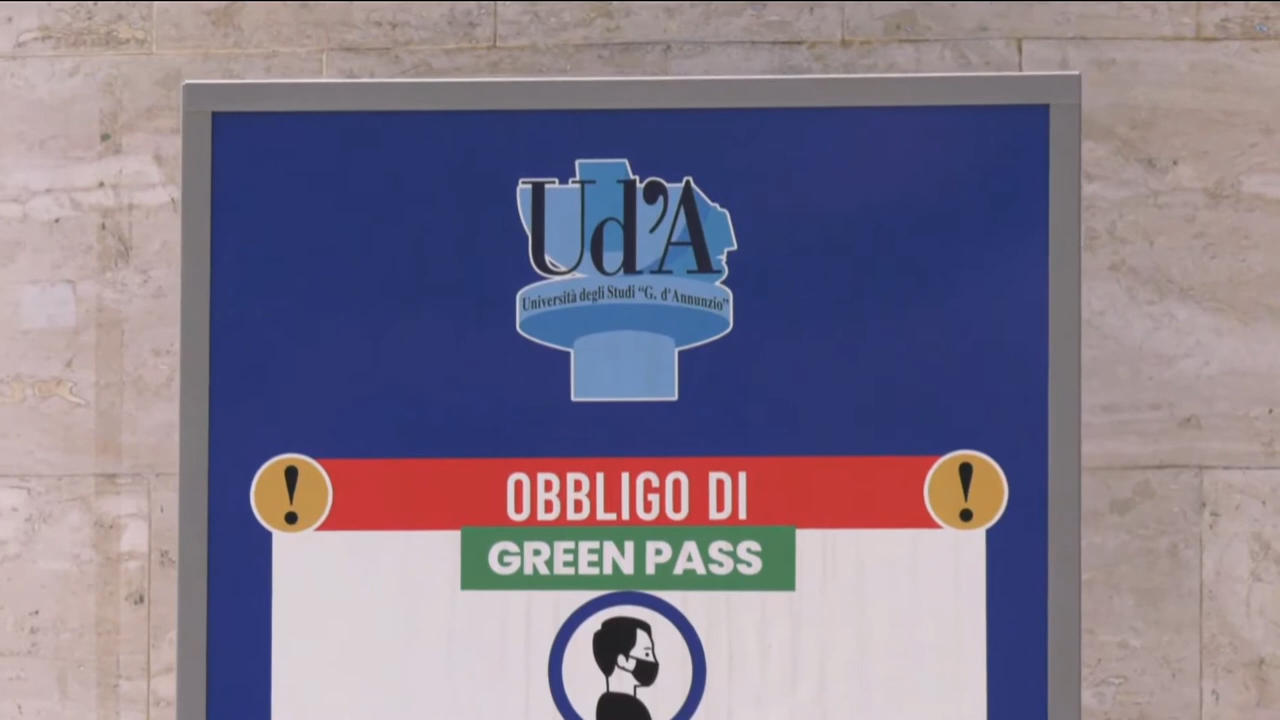 Ud'A
Università degli Studi "G. d'Annunzio"
! OBBLIGO DI !
GREEN PASS